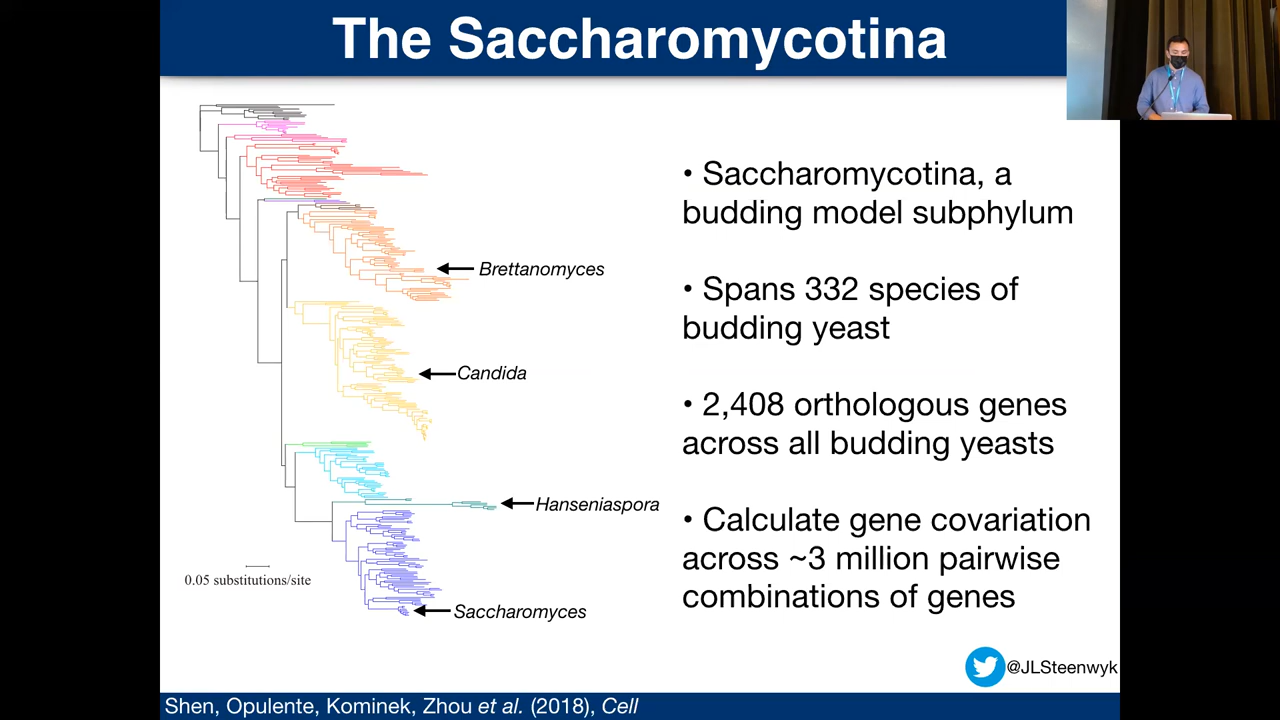 The Saccharomycotina
Brettanomyces
Candida
Hanseniaspora
Saccharomyces
0.05 substitutions/site
• Saccharomycotina, a
budding model subphylum
• Spans 332 species of
budding yeast
• 2,408 orthologous genes
across all budding yeasts
• Calculate gene covariation
across ~3 million pairwise
combinations of genes
@JLSteenwyk
Shen, Opulente, Kominek, Zhou et al. (2018), Cell